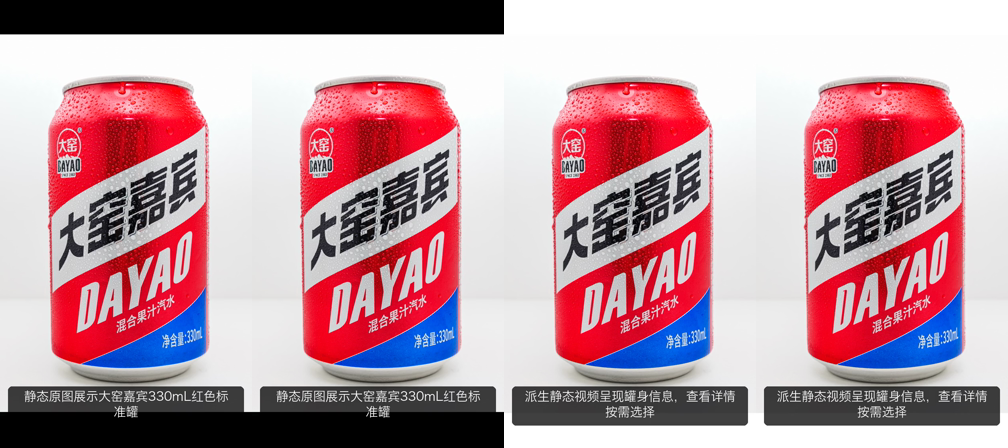 大窑
DAYAO
大窑嘉宾
DAYAO
混合果汁汽水
净含量:330mL
静态原图展示大窑嘉宾330mL红色标
准罐
大窑
DAYAO
大窑嘉宾
DAYAO
混合果汁汽水
净含量:330mL
静态原图展示大窑嘉宾330mL红色标
准罐
大窑
DAYAO
大窑嘉宾
DAYAO
混合果汁汽水
净含量:330mL
派生静态视频呈现罐身信息，查看详情
按需选择
大窑
DAYAO
大窑嘉宾
DAYAO
混合果汁汽水
净含量:330mL
派生静态视频呈现罐身信息，查看详情
按需选择